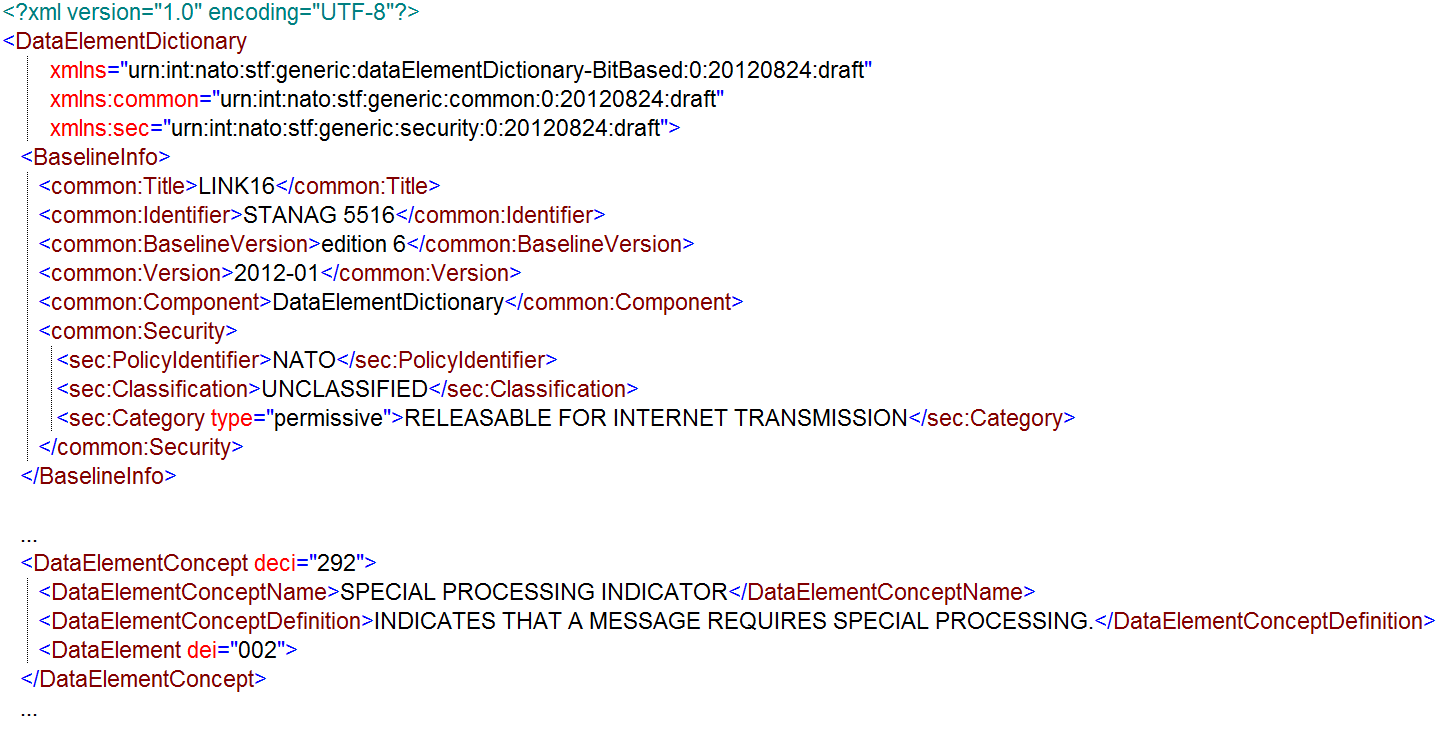 <?xml version="1.0" encoding="UTF-8"?>
<DataElementDictionary
xmlns="urn:int:nato:stf:generic:dataElementDictionary-BitBased:0:20120824:draft"
xmlns:common="urn:int:nato:stf:generic:common:0:20120824:draft"
xmlns:sec="urn:int:nato:stf:generic:security:0:20120824:draft">
<BaselineInfo>
<common:Title>LINK16</common:Title>
<common:Identifier>STANAG 5516</common:Identifier>
<common:BaselineVersion>edition 6</common:BaselineVersion>
<common:Version>2012-01</common:Version>
<common:Component>DataElementDictionary</common:Component>
<common:Security>
<sec:PolicyIdentifier>NATO</sec:PolicyIdentifier>
<sec:Classification>UNCLASSIFIED</sec:Classification>
<sec:Category type="permissive">RELEASABLE FOR INTERNET TRANSMISSION</sec:Category>
</common:Security>
</BaselineInfo>
...
<DataElementConcept deci="292">
<DataElementConceptName>SPECIAL PROCESSING INDICATOR</DataElementConceptName>
<DataElementConceptDefinition>INDICATES THAT A MESSAGE REQUIRES SPECIAL PROCESSING.</DataElementConceptDefinition>
<DataElement dei="002">
</DataElementConcept>
...